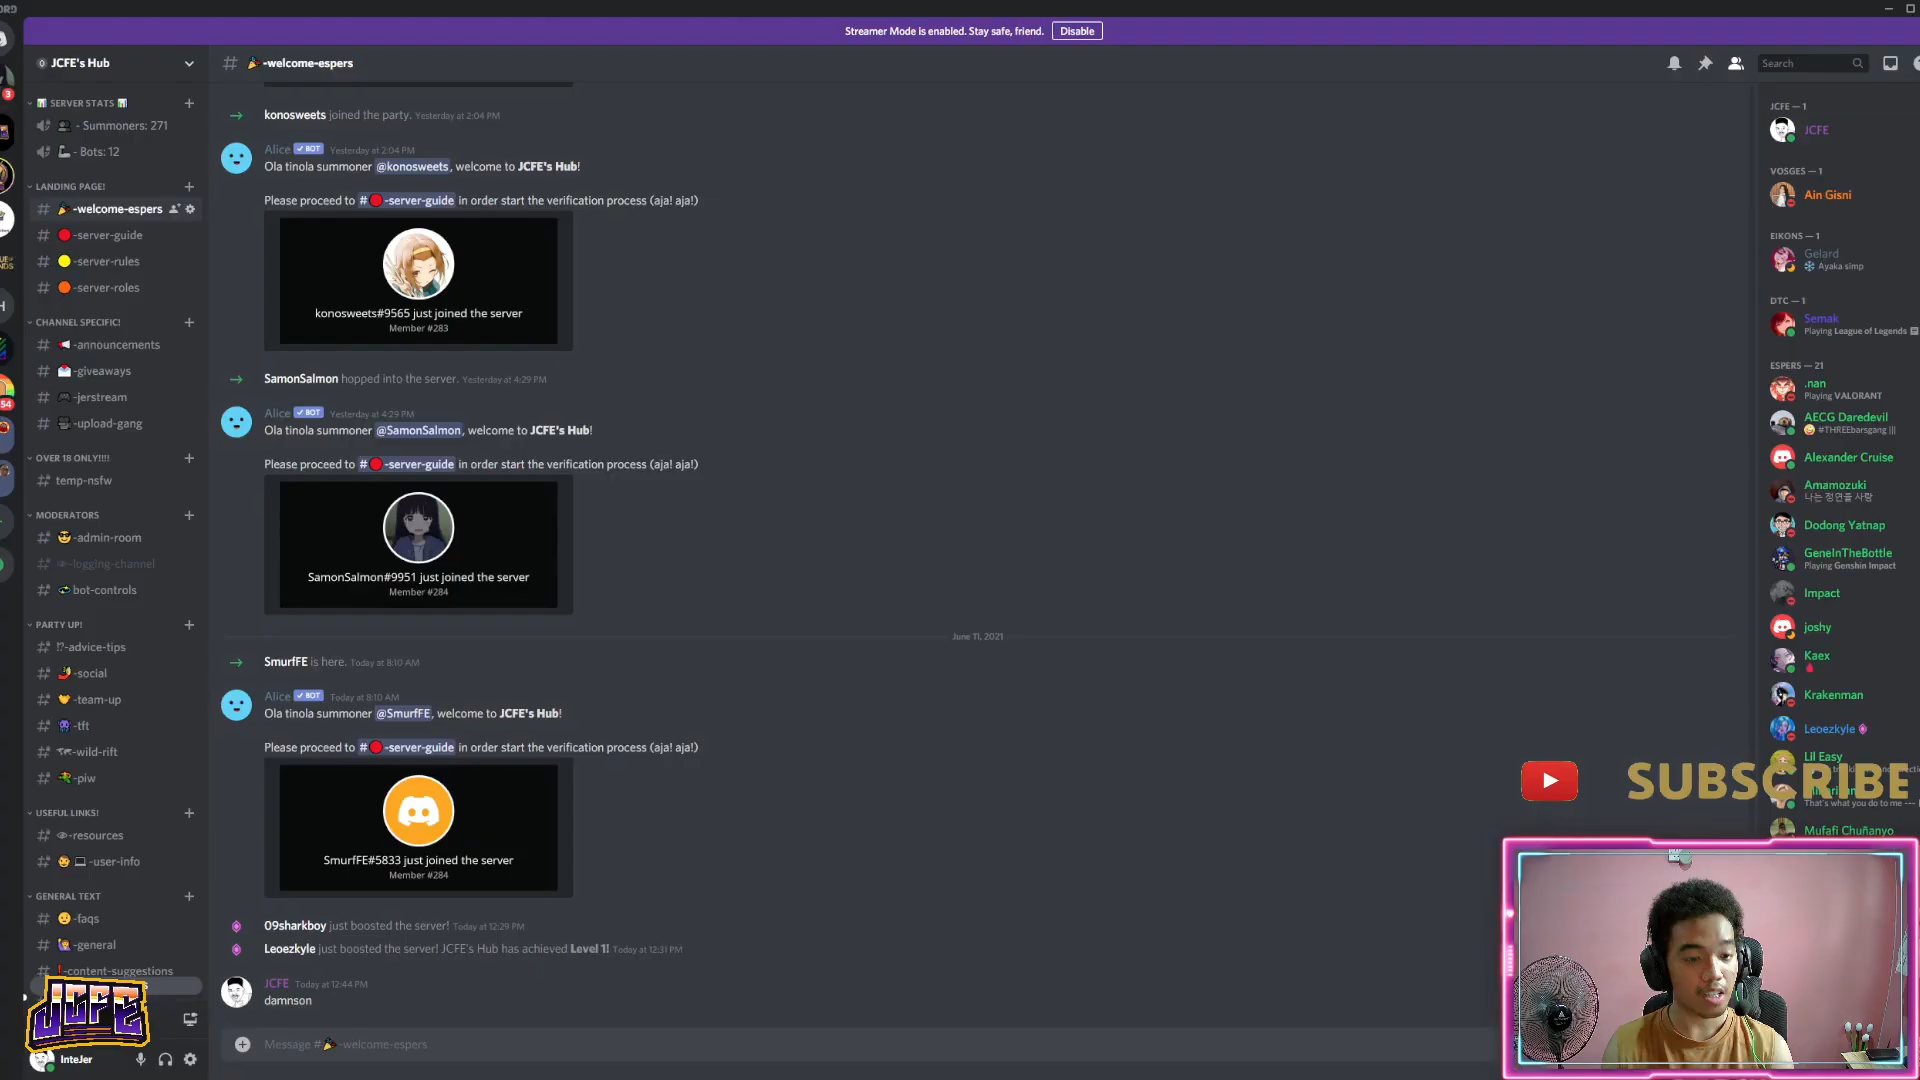 Streamer Mode is enabled. Stay safe, friend. Disable
JCFE's Hub
SERVER STATS
- Summoners: 271
- Bots: 12
LANDING PAGE!
-welcome-espers
-server-guide
-server-rules
-server-roles
CHANNEL SPECIFIC!
-announcements
-giveaways
-jerstream
-upload-gang
OVER 18 ONLY!!!!
temp-nsfw
MODERATORS
-admin-room
-logging-channel
bot-controls
PARTY UP!
-advice-tips
-social
-team-up
-tft
-wild-rift
-piw
USEFUL LINKS!
-resources
-user-info
GENERAL TEXT
-faqs
-general
-content-suggestions
JCFE
InteJer
-welcome-espers
Search
konosweets joined the party. Yesterday at 2:04 PM
Alice BOT Yesterday at 2:04 PM
Ola tinola summoner @konosweets, welcome to JCFE's Hub!
Please proceed to # -server-guide in order start the verification process (aja! aja!)
konosweets#9565 just joined the server
Member #283
SamonSalmon hopped into the server. Yesterday at 4:29 PM
Alice BOT Yesterday at 4:29 PM
Ola tinola summoner @SamonSalmon, welcome to JCFE's Hub!
Please proceed to # -server-guide in order start the verification process (aja! aja!)
SamonSalmon#9951 just joined the server
Member #284
June 11, 2021
SmurfFE is here. Today at 8:10 AM
Alice BOT Today at 8:10 AM
Ola tinola summoner @SmurfFE, welcome to JCFE's Hub!
Please proceed to # -server-guide in order start the verification process (aja! aja!)
SmurfFE#5833 just joined the server
Member #284
09sharkboy just boosted the server! Today at 12:29 PM
Leoezkyle just boosted the server! JCFE's Hub has achieved Level 1! Today at 12:31 PM
JCFE Today at 12:44 PM
damnson
Message # -welcome-espers
JCFE — 1
JCFE
VOSGES — 1
Ain Gisni
EIKONS — 1
Gelard
Ayaka simp
DTC — 1
Semak
Playing League of Legends
ESPERS — 21
.nan
Playing VALORANT
AECG Daredevil
#THREEbarsgang |||
Alexander Cruise
Amamozuki
나는 정연을 사랑
Dodong Yatnap
GeneInTheBottle
Playing Genshin Impact
Impact
joshy
Kaex
Krakenman
Leoezkyle
Lil Easy
SUBSCRIBE
That's what you do to me
Mufafi Chuñanyo